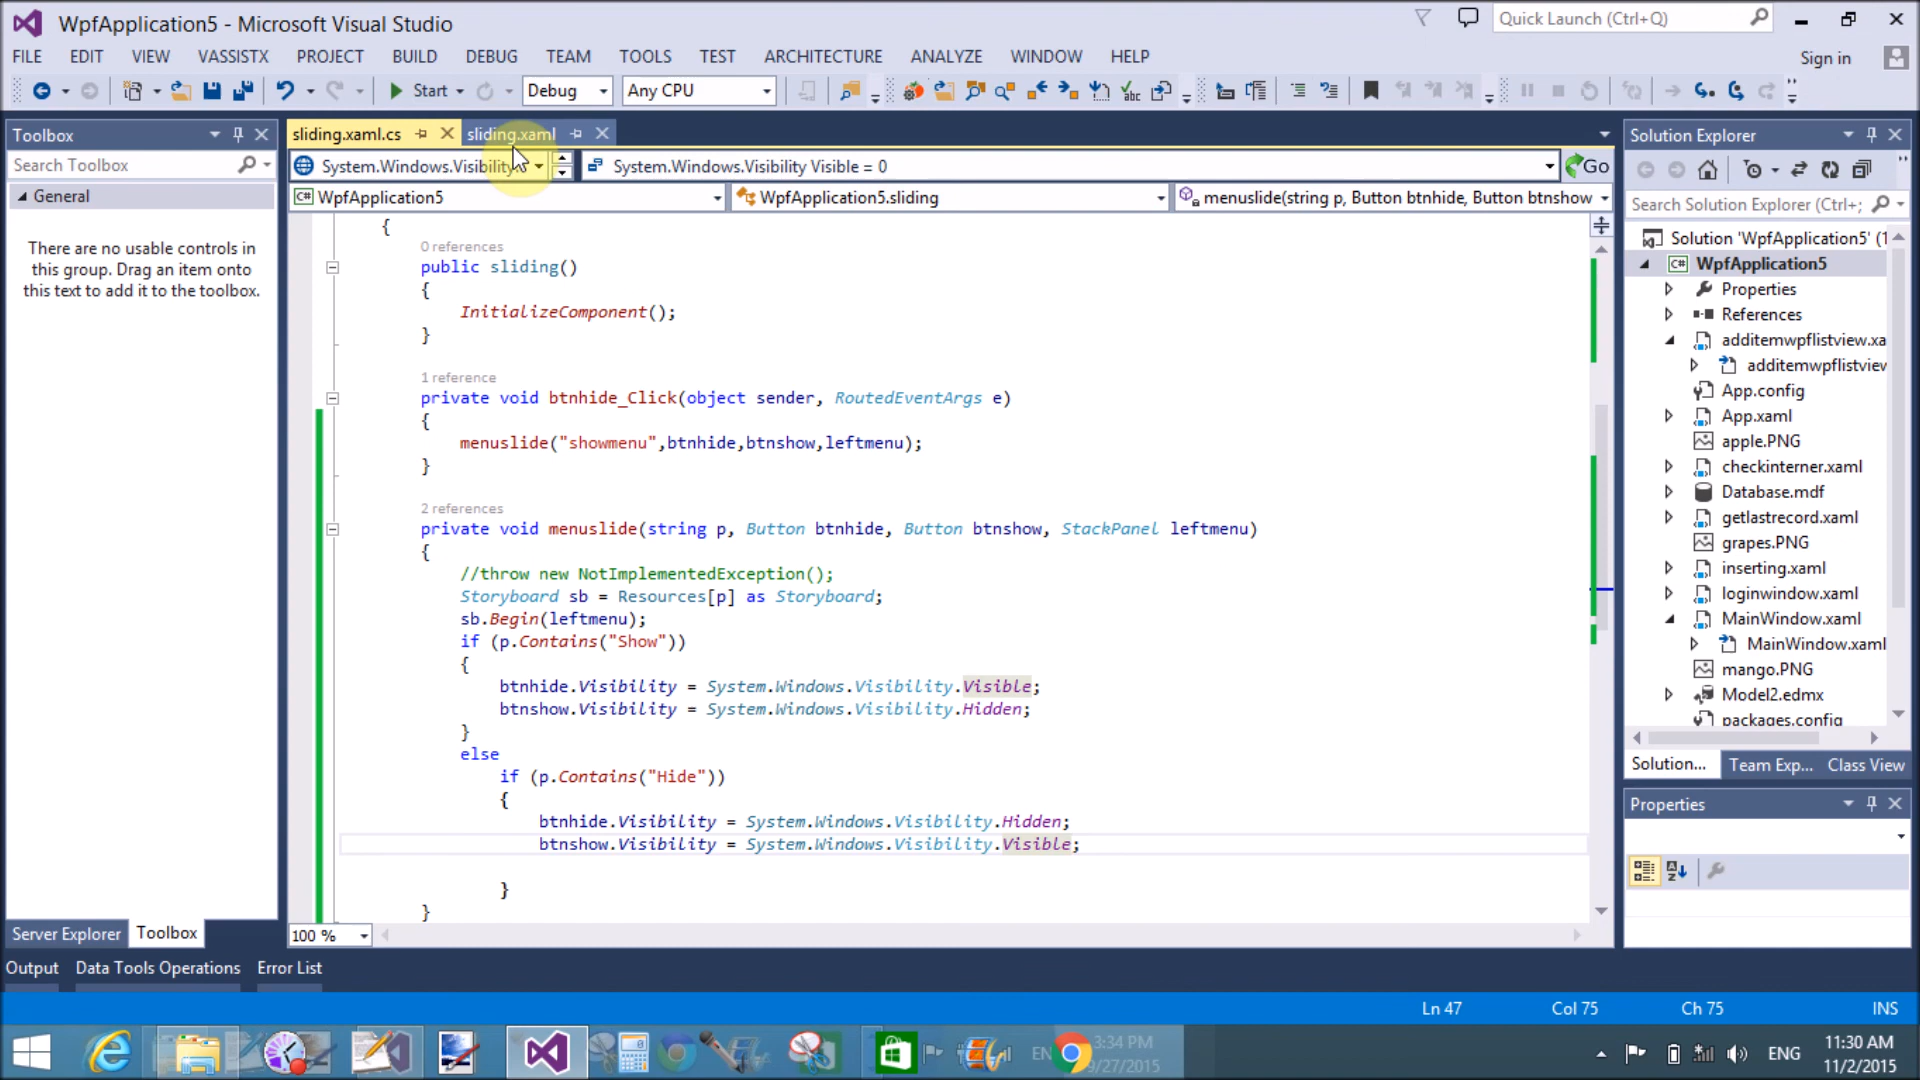 WpfApplication5 - Microsoft Visual Studio
Quick Launch (Ctrl+Q)
FILE EDIT VIEW VASSISTX PROJECT BUILD DEBUG TEAM TOOLS TEST ARCHITECTURE ANALYZE WINDOW HELP
Sign in
Start Debug Any CPU
Toolbox
Search Toolbox
General
There are no usable controls in
this group. Drag an item onto
this text to add it to the toolbox.
Server Explorer Toolbox
sliding.xaml.cs sliding.xaml
System.Windows.Visibility System.Windows.Visibility Visible = 0 Go
WpfApplication5 WpfApplication5.sliding menuslide(string p, Button btnhide, Button btnshow
{
0 references
public sliding()
{
InitializeComponent();
}
1 reference
private void btnhide_Click(object sender, RoutedEventArgs e)
{
menuslide("showmenu",btnhide,btnshow,leftmenu);
}
2 references
private void menuslide(string p, Button btnhide, Button btnshow, StackPanel leftmenu)
{
//throw new NotImplementedException();
Storyboard sb = Resources[p] as Storyboard;
sb.Begin(leftmenu);
if (p.Contains("Show"))
{
btnhide.Visibility = System.Windows.Visibility.Visible;
btnshow.Visibility = System.Windows.Visibility.Hidden;
}
else
if (p.Contains("Hide"))
{
btnhide.Visibility = System.Windows.Visibility.Hidden;
btnshow.Visibility = System.Windows.Visibility.Visible;
}
}
100 %
Solution Explorer
Search Solution Explorer (Ctrl+;
Solution 'WpfApplication5' (1
WpfApplication5
Properties
References
additemwpflistview.xa
additemwpflistview
App.config
App.xaml
apple.PNG
checkinterner.xaml
Database.mdf
getlastrecord.xaml
grapes.PNG
inserting.xaml
loginwindow.xaml
MainWindow.xaml
MainWindow.xaml
mango.PNG
Model2.edmx
packages.config
Solution... Team Exp... Class View
Properties
Output Data Tools Operations Error List
Ln 47 Col 75 Ch 75 INS
EN 3:34 PM
9/27/2015
ENG 11:30 AM
11/2/2015